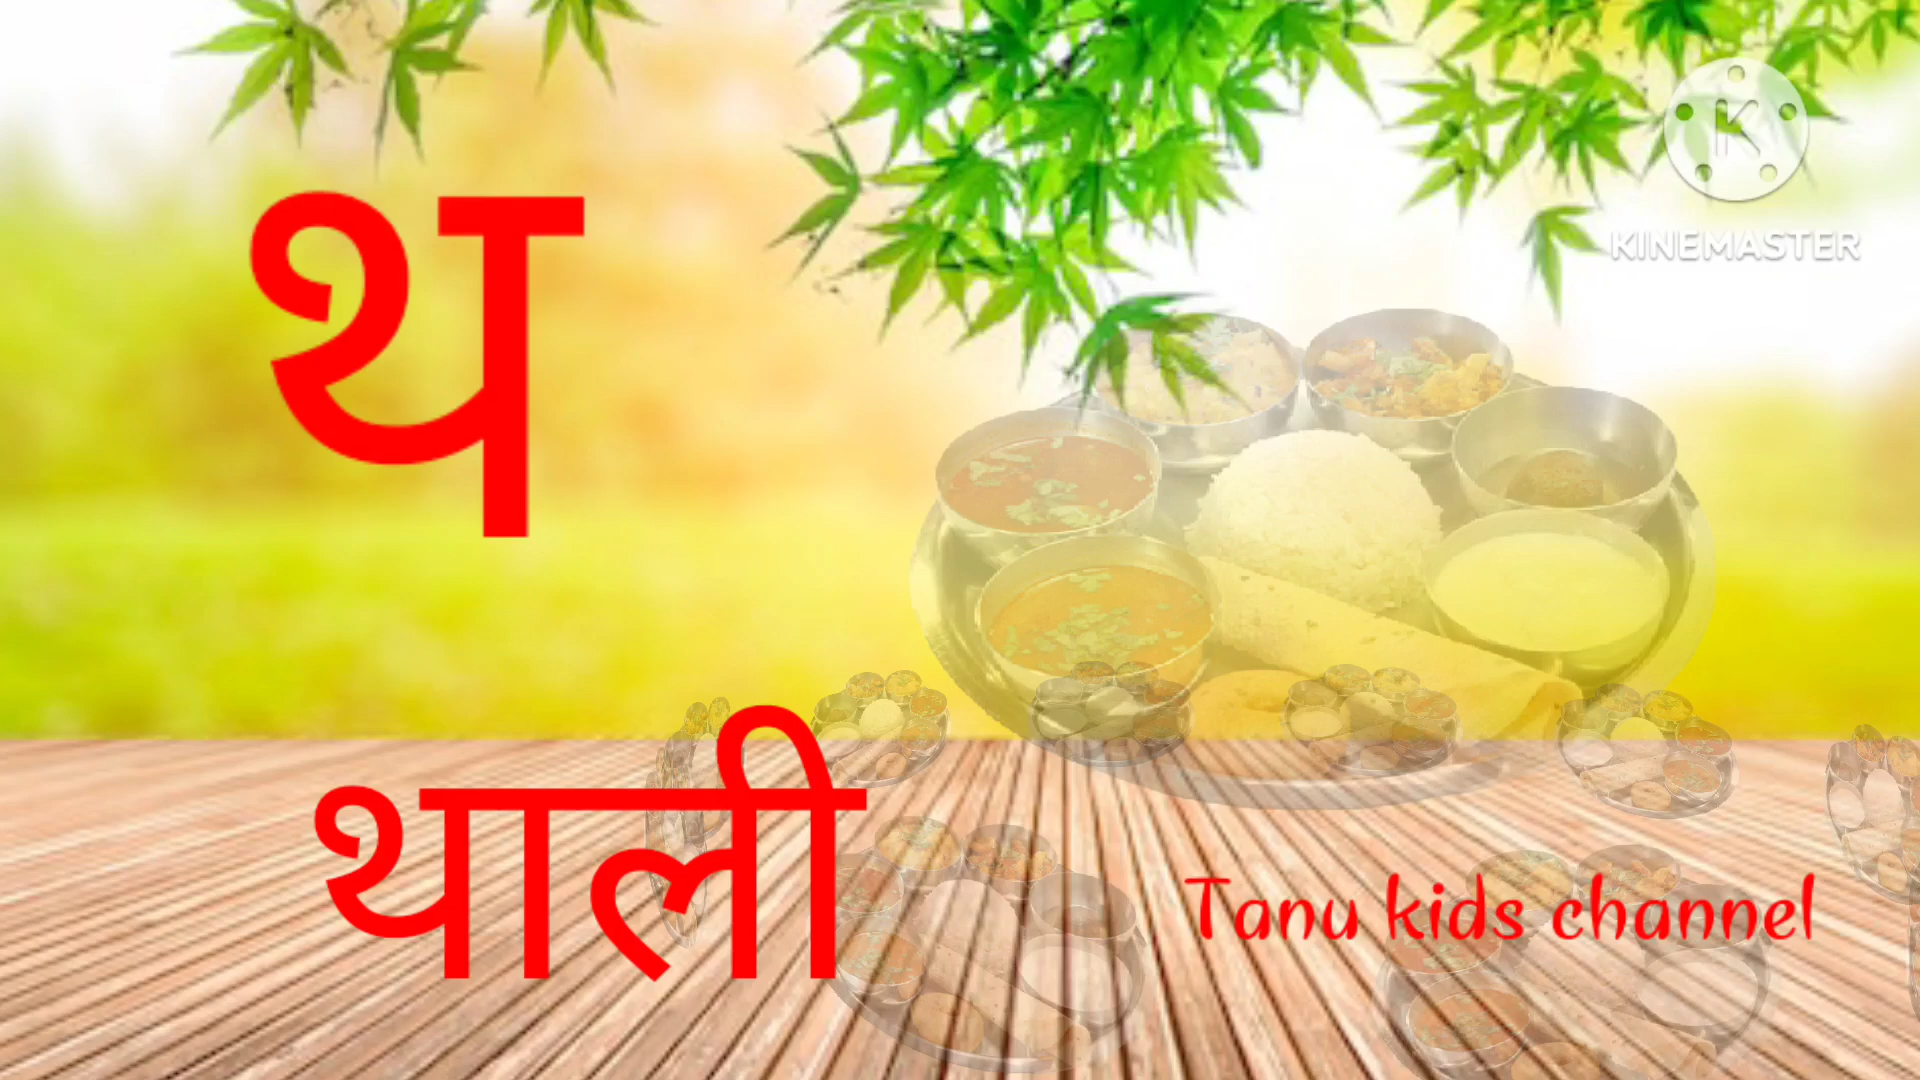 थ
KINEMASTER
थाली
Tanu kids channel